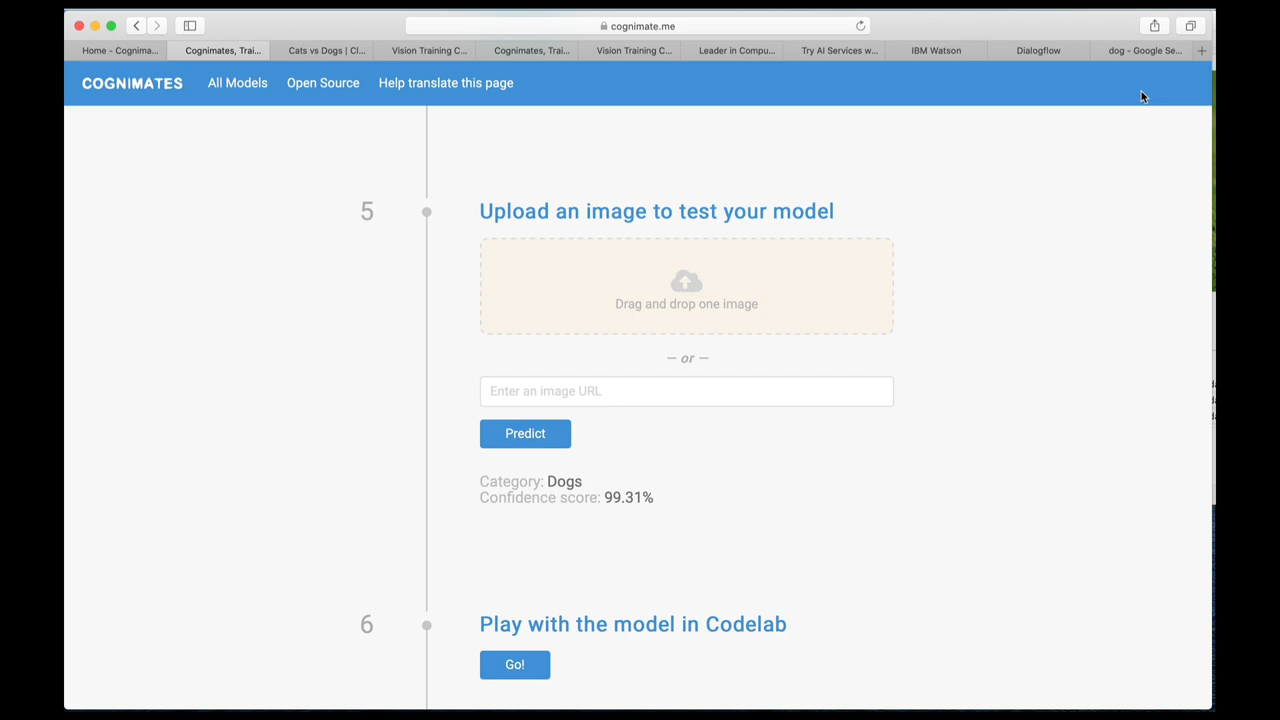 cognimate.me
Home - Cognima...
Cognimates, Trai...
Cats vs Dogs | Cl...
Vision Training C...
Cognimates, Trai...
Vision Training C...
Leader in Compu...
Try AI Services w...
IBM Watson
Dialogflow
dog - Google Se...
COGNIMATES
All Models
Open Source
Help translate this page
5
Upload an image to test your model
Drag and drop one image
— or —
Enter an image URL
Predict
Category: Dogs
Confidence score: 99.31%
6
Play with the model in Codelab
Go!